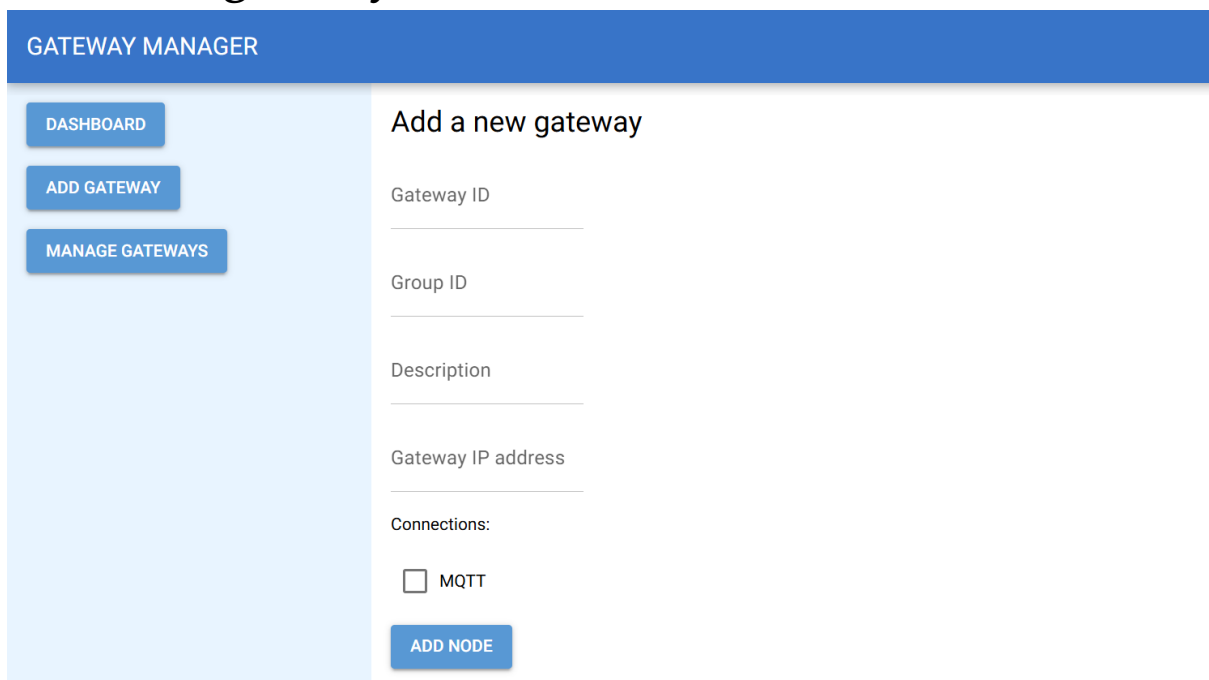 GATEWAY MANAGER
DASHBOARD
ADD GATEWAY
MANAGE GATEWAYS
Add a new gateway
Gateway ID
Group ID
Description
Gateway IP address
Connections:
MQTT
ADD NODE